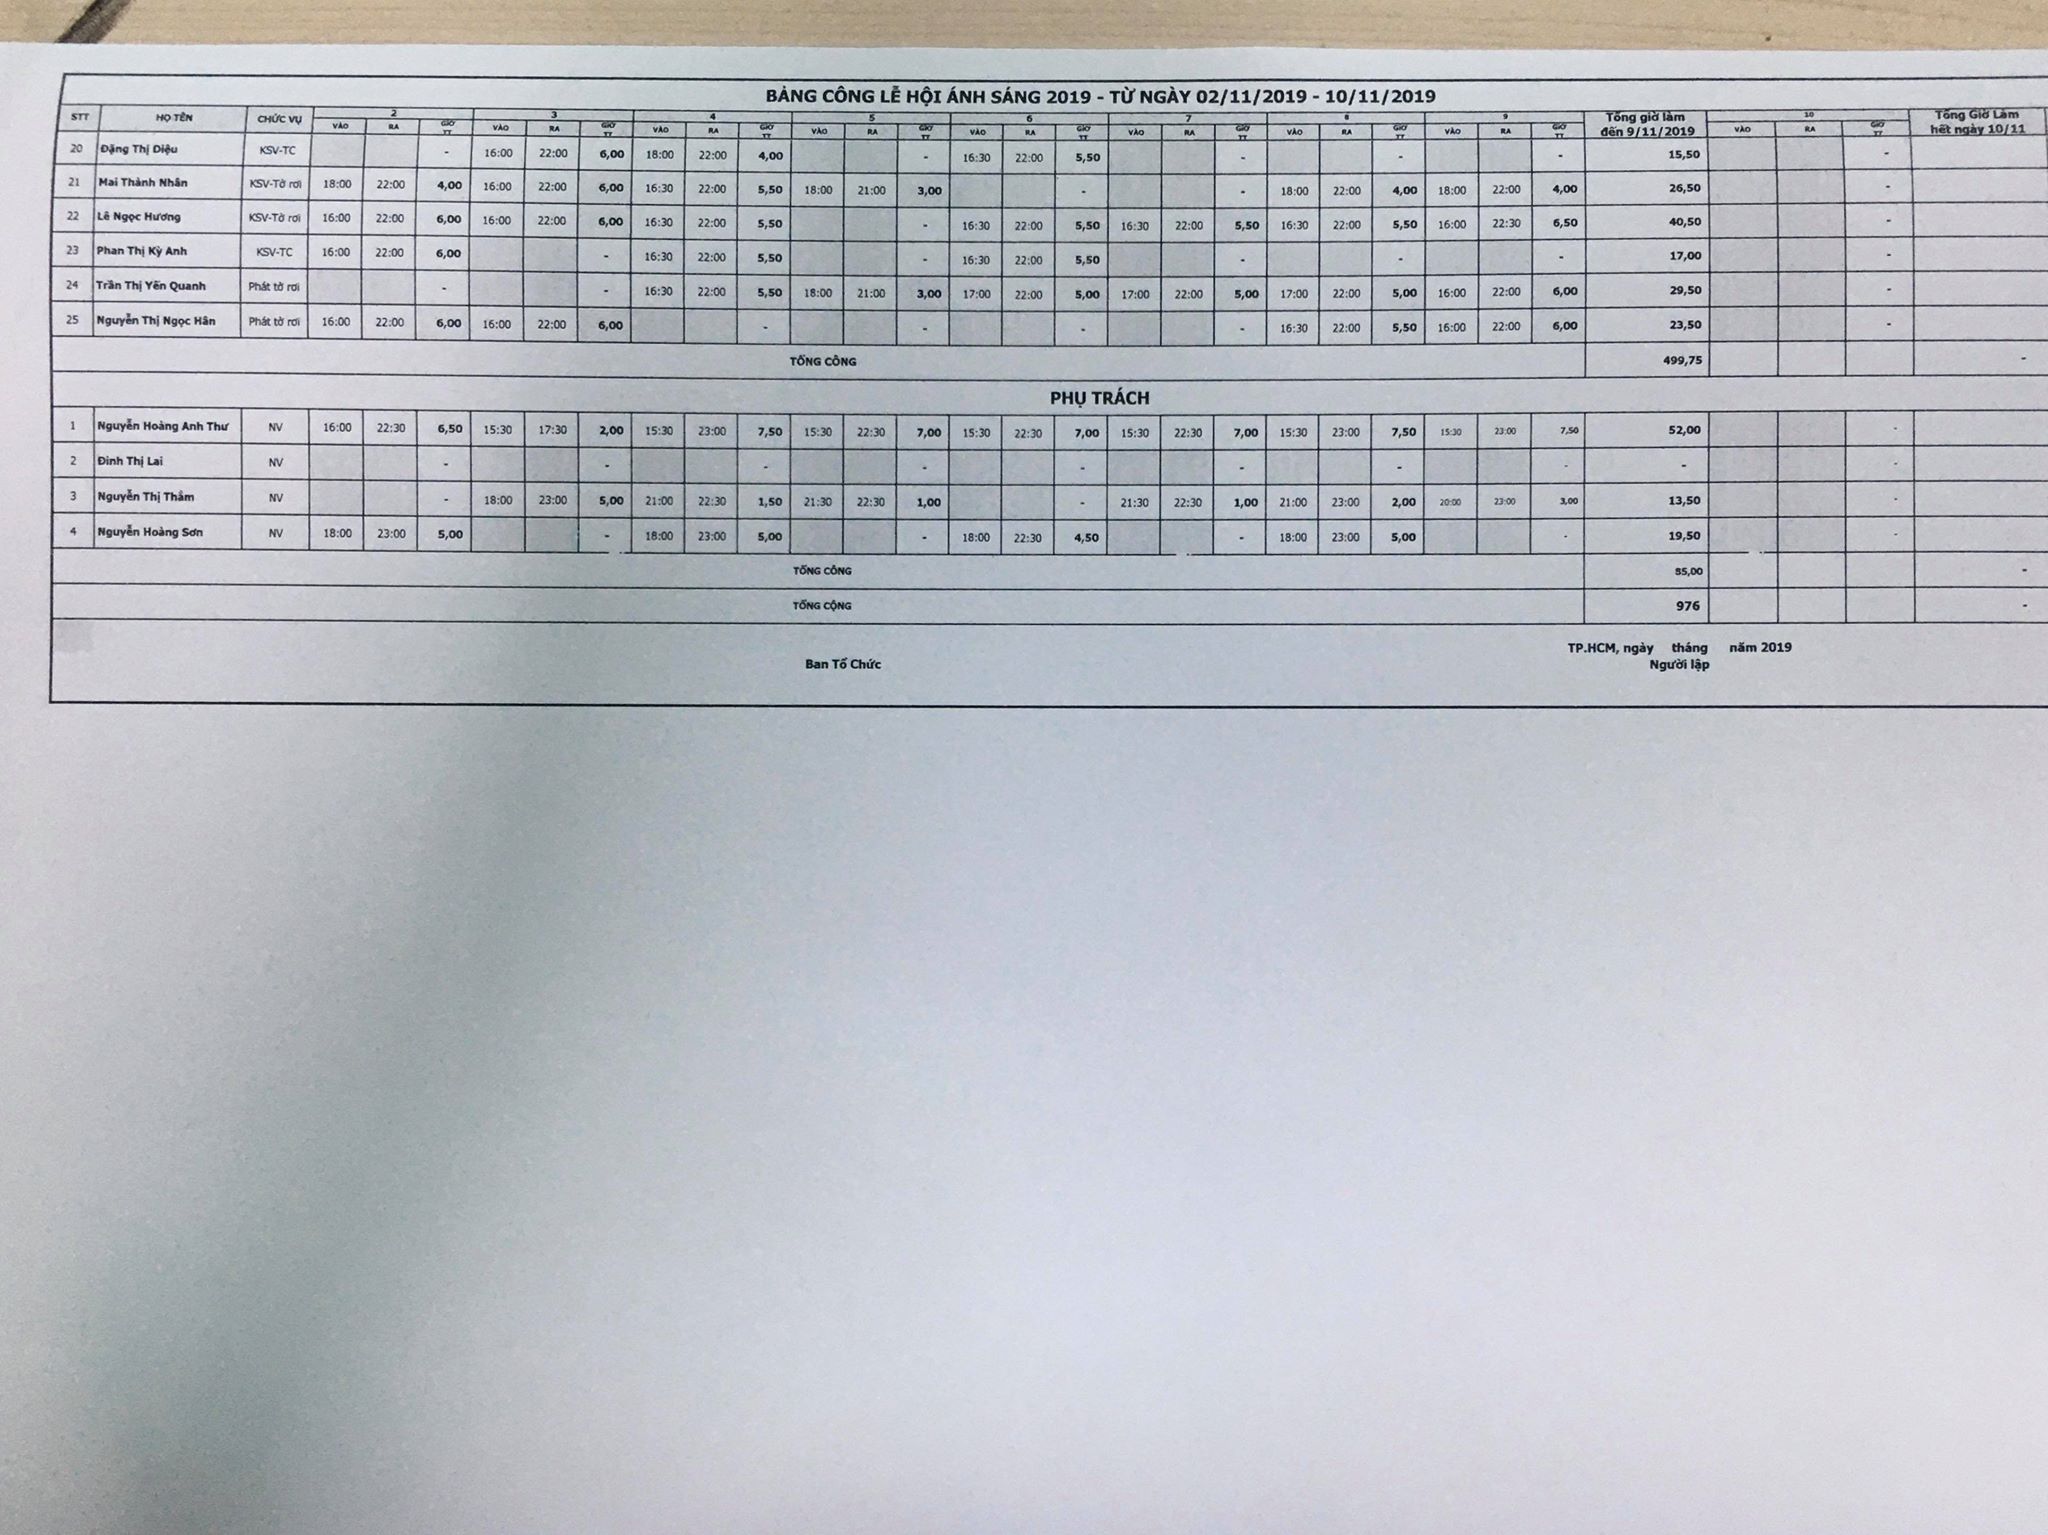 BẢNG CÔNG LỄ HỘI ÁNH SÁNG 2019 - TỪ NGÀY 02/11/2019 - 10/11/2019
STT HỌ TÊN CHỨC VỤ 2 3 4 5 6 7 8 9 Tổng giờ làm đến 9/11/2019 10 Tổng Giờ Làm hết ngày 10/11
VÀO RA GIỜ TT VÀO RA GIỜ TT VÀO RA GIỜ TT VÀO RA GIỜ TT VÀO RA GIỜ TT VÀO RA GIỜ TT VÀO RA GIỜ TT VÀO RA GIỜ TT VÀO RA GIỜ TT
20 Đặng Thị Diệu KSV-TC - 16:00 22:00 6,00 18:00 22:00 4,00 - 16:30 22:00 5,50 - - - 15,50 -
21 Mai Thành Nhân KSV-Tờ rơi 18:00 22:00 4,00 16:00 22:00 6,00 16:30 22:00 5,50 18:00 21:00 3,00 - - 18:00 22:00 4,00 18:00 22:00 4,00 26,50 -
22 Lê Ngọc Hương KSV-Tờ rơi 16:00 22:00 6,00 16:00 22:00 6,00 16:30 22:00 5,50 - 16:30 22:00 5,50 16:30 22:00 5,50 16:30 22:00 5,50 16:00 22:30 6,50 40,50 -
23 Phan Thị Kỳ Anh KSV-TC 16:00 22:00 6,00 - 16:30 22:00 5,50 - 16:30 22:00 5,50 - - - 17,00 -
24 Trần Thị Yến Quanh Phát tờ rơi - - 16:30 22:00 5,50 18:00 21:00 3,00 17:00 22:00 5,00 17:00 22:00 5,00 17:00 22:00 5,00 16:00 22:00 6,00 29,50 -
25 Nguyễn Thị Ngọc Hân Phát tờ rơi 16:00 22:00 6,00 16:00 22:00 6,00 - - - - 16:30 22:00 5,50 16:00 22:00 6,00 23,50 -
TỔNG CÔNG 499,75 -
PHỤ TRÁCH
1 Nguyễn Hoàng Anh Thư NV 16:00 22:30 6,50 15:30 17:30 2,00 15:30 23:00 7,50 15:30 22:30 7,00 15:30 22:30 7,00 15:30 22:30 7,00 15:30 23:00 7,50 15:30 23:00 7,50 52,00 -
2 Đinh Thị Lai NV - - - - - - - - - -
3 Nguyễn Thị Thắm NV - 18:00 23:00 5,00 21:00 22:30 1,50 21:30 22:30 1,00 - 21:30 22:30 1,00 21:00 23:00 2,00 20:00 23:00 3,00 13,50 -
4 Nguyễn Hoàng Sơn NV 18:00 23:00 5,00 - 18:00 23:00 5,00 - 18:00 22:30 4,50 - 18:00 23:00 5,00 - 19,50 -
TỔNG CÔNG 85,00 -
TỔNG CỘNG 976 -
TP.HCM, ngày tháng năm 2019
Ban Tổ Chức Người lập